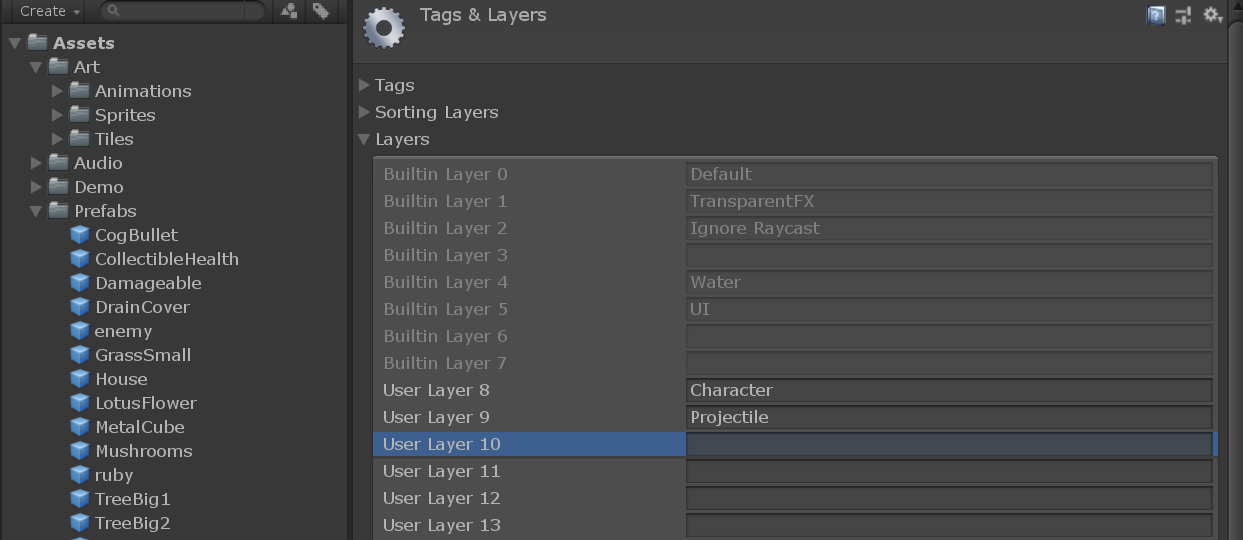 Create
Assets
Art
Animations
Sprites
Tiles
Audio
Demo
Prefabs
CogBullet
CollectibleHealth
Damageable
DrainCover
enemy
GrassSmall
House
LotusFlower
MetalCube
Mushrooms
ruby
TreeBig1
TreeBig2
Tags & Layers
Tags
Sorting Layers
Layers
Builtin Layer 0 Default
Builtin Layer 1 TransparentFX
Builtin Layer 2 Ignore Raycast
Builtin Layer 3
Builtin Layer 4 Water
Builtin Layer 5 UI
Builtin Layer 6
Builtin Layer 7
User Layer 8 Character
User Layer 9 Projectile
User Layer 10
User Layer 11
User Layer 12
User Layer 13